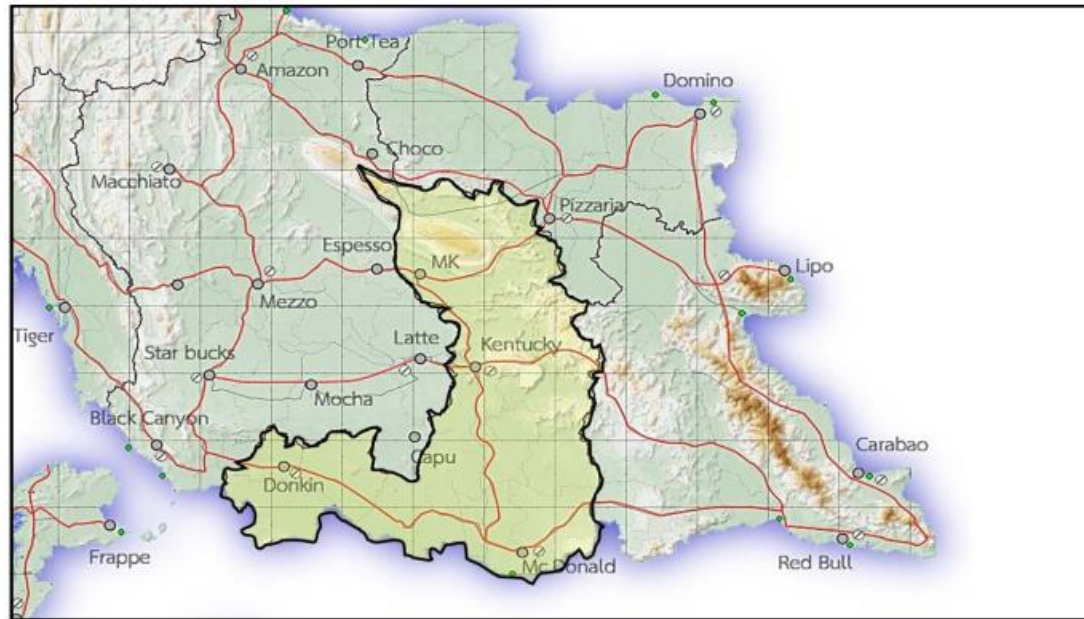 Port Tea
Amazon
Domino
Choco
Macchiato
Pizzaria
Espesso
MK
Lipo
Mezzo
Tiger
Latte
Kentucky
Star bucks
Mocha
Black Canyon
Carabao
Capu
Donkin
Frappe
Mc Donald
Red Bull